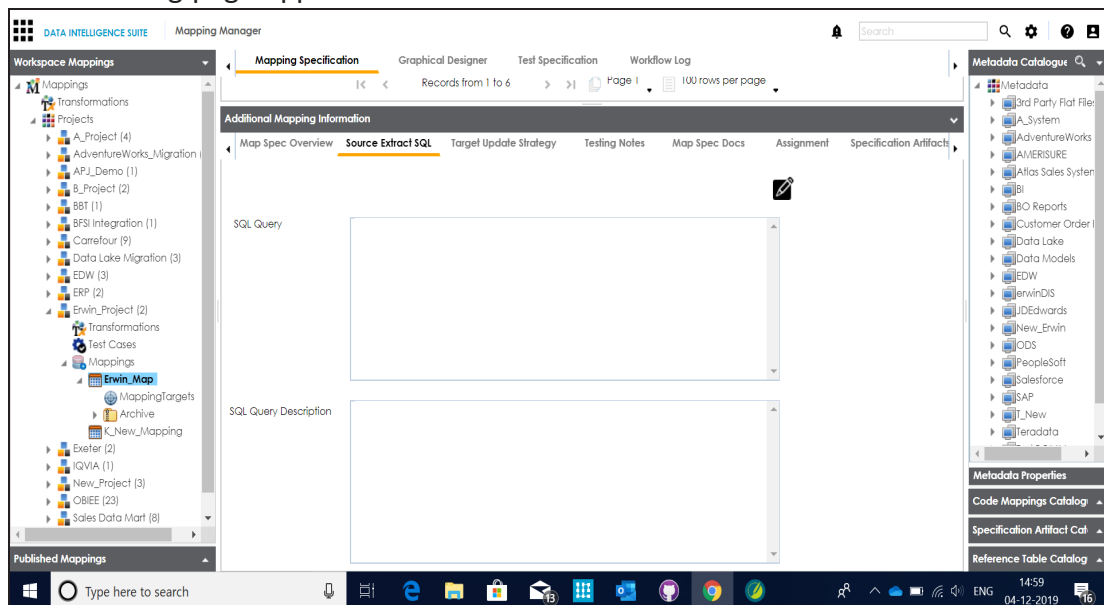 DATA INTELLIGENCE SUITE Mapping Manager
Search
Workspace Mappings
Mappings
Transformations
Projects
A_Project (4)
AdventureWorks_Migration
APJ_Demo (1)
B_Project (2)
BBT (1)
BFSI Integration (1)
Carrefour (9)
Data Lake Migration (3)
EDW (3)
ERP (2)
Erwin_Project (2)
Transformations
Test Cases
Mappings
Erwin_Map
MappingTargets
Archive
K_New_Mapping
Exeter (2)
IQVIA (1)
New_Project (3)
OBIEE (23)
Sales Data Mart (8)
Published Mappings
Mapping Specification Graphical Designer Test Specification Workflow Log
Records from 1 to 6 Page 1 100 rows per page
Additional Mapping Information
Map Spec Overview Source Extract SQL Target Update Strategy Testing Notes Map Spec Docs Assignment Specification Artifacts
SQL Query
SQL Query Description
Metadata Catalogue
Metadata
3rd Party Flat Files
A_System
AdventureWorks
AMERISURE
Atlas Sales System
BI
BO Reports
Customer Order
Data Lake
Data Models
EDW
erwinDIS
JDEdwards
New_Erwin
ODS
PeopleSoft
Salesforce
SAP
T_New
Teradata
Metadata Properties
Code Mappings Catalog
Specification Artifact Cat
Reference Table Catalog
Type here to search
13
ENG
14:59
04-12-2019
16